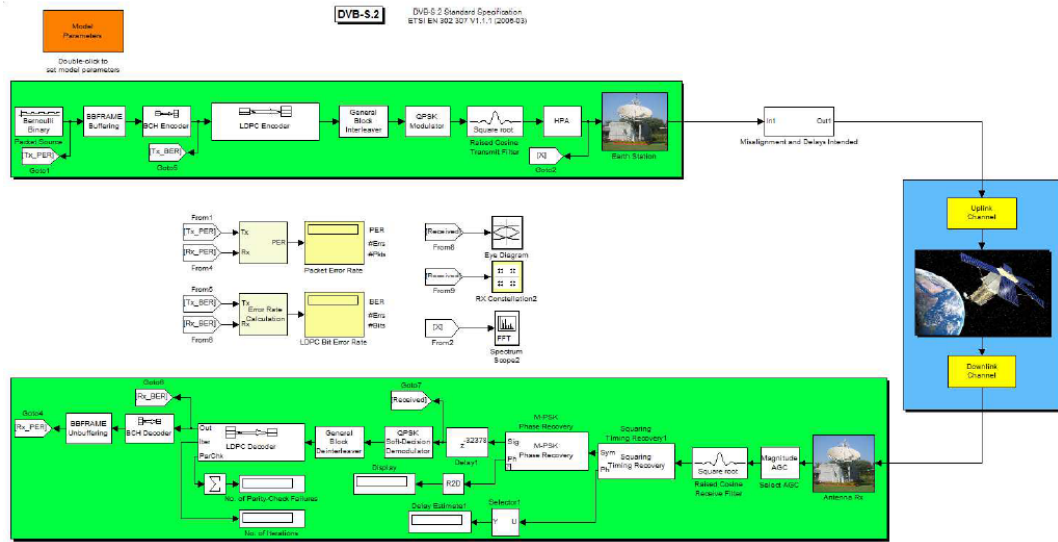 DVB-S.2
DVB-S.2 Standard Specification
ETSI EN 302 307 V1.1.1 (2005-03)
Model
Parameters
Double-click to
set model parameters
Bernoulli
Binary
Packet Source
[Tx_PER]
Goto1
BBFRAME
Buffering
BCH Encoder
[Tx_BER]
Goto5
LDPC Encoder
General
Block
Interleaver
QPSK
Modulator
Square root
Raised Cosine
Transmit Filter
HPA
[X]
Goto2
Earth Station
In1
Out1
Misalignment and Delays Intended
Uplink
Channel
Downlink
Channel
From1
[Tx_PER]
[Rx_PER]
From4
Tx
Rx
PER
PER
#Errs
#Pkts
Packet Error Rate
From5
[Tx_BER]
[Rx_BER]
From6
Tx
Rx
Error Rate
Calculation
BER
#Errs
#Bits
LDPC Bit Error Rate
[Received]
From8
Eye Diagram
[Received]
From9
RX Constellation2
[X]
From2
FFT
Spectrum
Scope2
Goto4
[Rx_PER]
BBFRAME
Unbuffering
BCH Decoder
Goto6
[Rx_BER]
Out
Iter
ParChk
LDPC Decoder
General
Block
Deinterleaver
QPSK
Soft-Decision
Demodulator
Goto7
[Received]
z
-32373
Delay1
M-PSK
Phase Recovery
Sig
Ph
M-PSK
Phase Recovery
Squaring
Timing Recovery1
Sym
Ph
Squaring
Timing Recovery
Square root
Raised Cosine
Receive Filter
Magnitude
AGC
Select AGC
Antenna Rx
Display
R2D
No. of Parity-Check Failures
No. of Iterations
Delay Estimate1
Selector1
Y
U